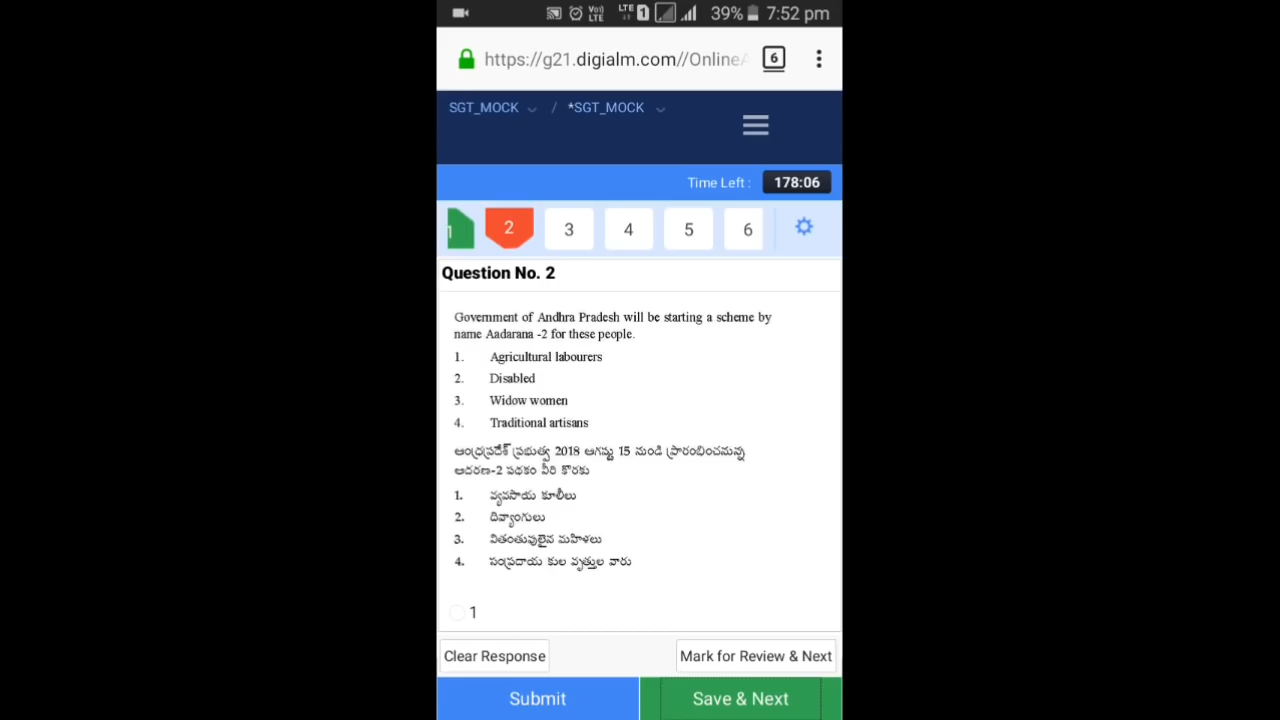 VoLTE LTE 1 39% 7:52 pm
https://g21.digialm.com//OnlineA 6
SGT_MOCK / *SGT_MOCK
Time Left : 178:06
1 2 3 4 5 6
Question No. 2
Government of Andhra Pradesh will be starting a scheme by
name Aadarana -2 for these people.
1. Agricultural labourers
2. Disabled
3. Widow women
4. Traditional artisans
ఆంధ్రప్రదేశ్ ప్రభుత్వ 2018 ఆగష్టు 15 నుండి ప్రారంభించనున్న
ఆదరణ-2 పథకం వీరి కొరకు
1. వ్యవసాయ కూలీలు
2. దివ్యాంగులు
3. వితంతువులైవ మహిళలు
4. సంప్రదాయ కుల వృత్తుల వారు
1
Clear Response Mark for Review & Next
Submit Save & Next